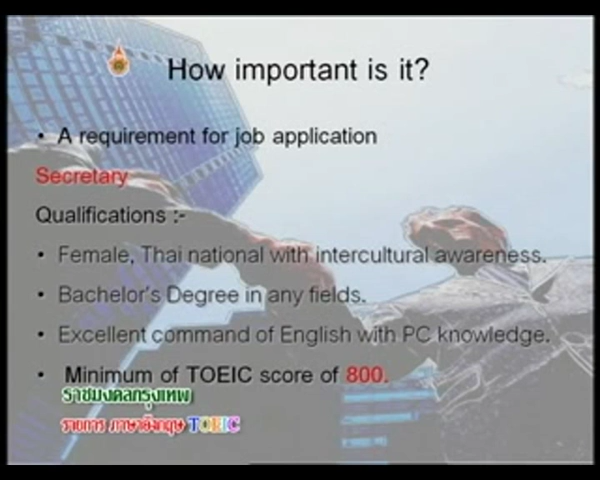 How important is it?
• A requirement for job application
Secretary
Qualifications :-
• Female, Thai national with intercultural awareness.
• Bachelor's Degree in any fields.
• Excellent command of English with PC knowledge.
• Minimum of TOEIC score of 800.
ราชมงคลกรุงเทพ
รายการ ภาษาอังกฤษ TOEIC